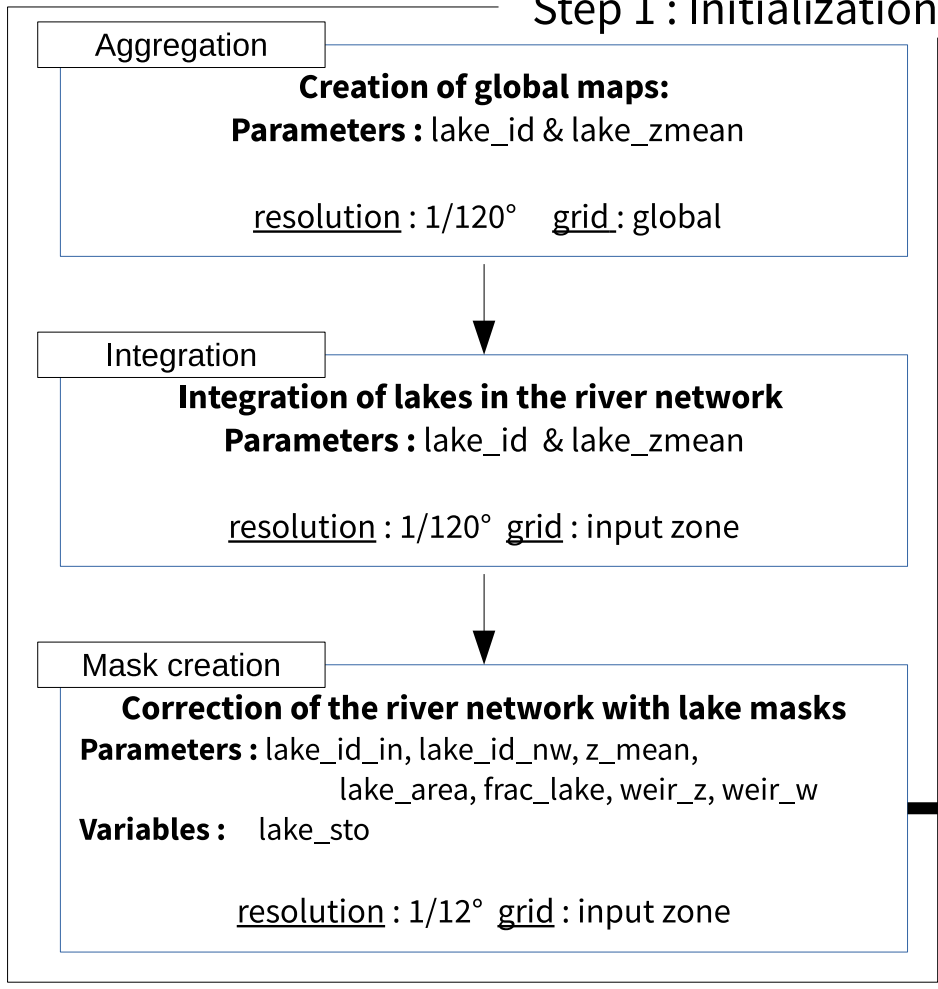 Step 1 : Initialization
Aggregation
Creation of global maps:
Parameters : lake_id & lake_zmean
resolution : 1/120° grid : global
Integration
Integration of lakes in the river network
Parameters : lake_id & lake_zmean
resolution : 1/120° grid : input zone
Mask creation
Correction of the river network with lake masks
Parameters : lake_id_in, lake_id_nw, z_mean,
lake_area, frac_lake, weir_z, weir_w
Variables : lake_sto
resolution : 1/12° grid : input zone